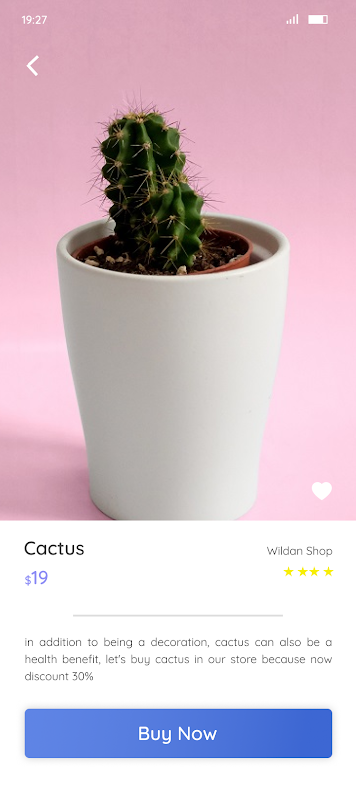 19:27
Cactus
Wildan Shop
$19
in addition to being a decoration, cactus can also be a
health benefit, let's buy cactus in our store because now
discount 30%
Buy Now